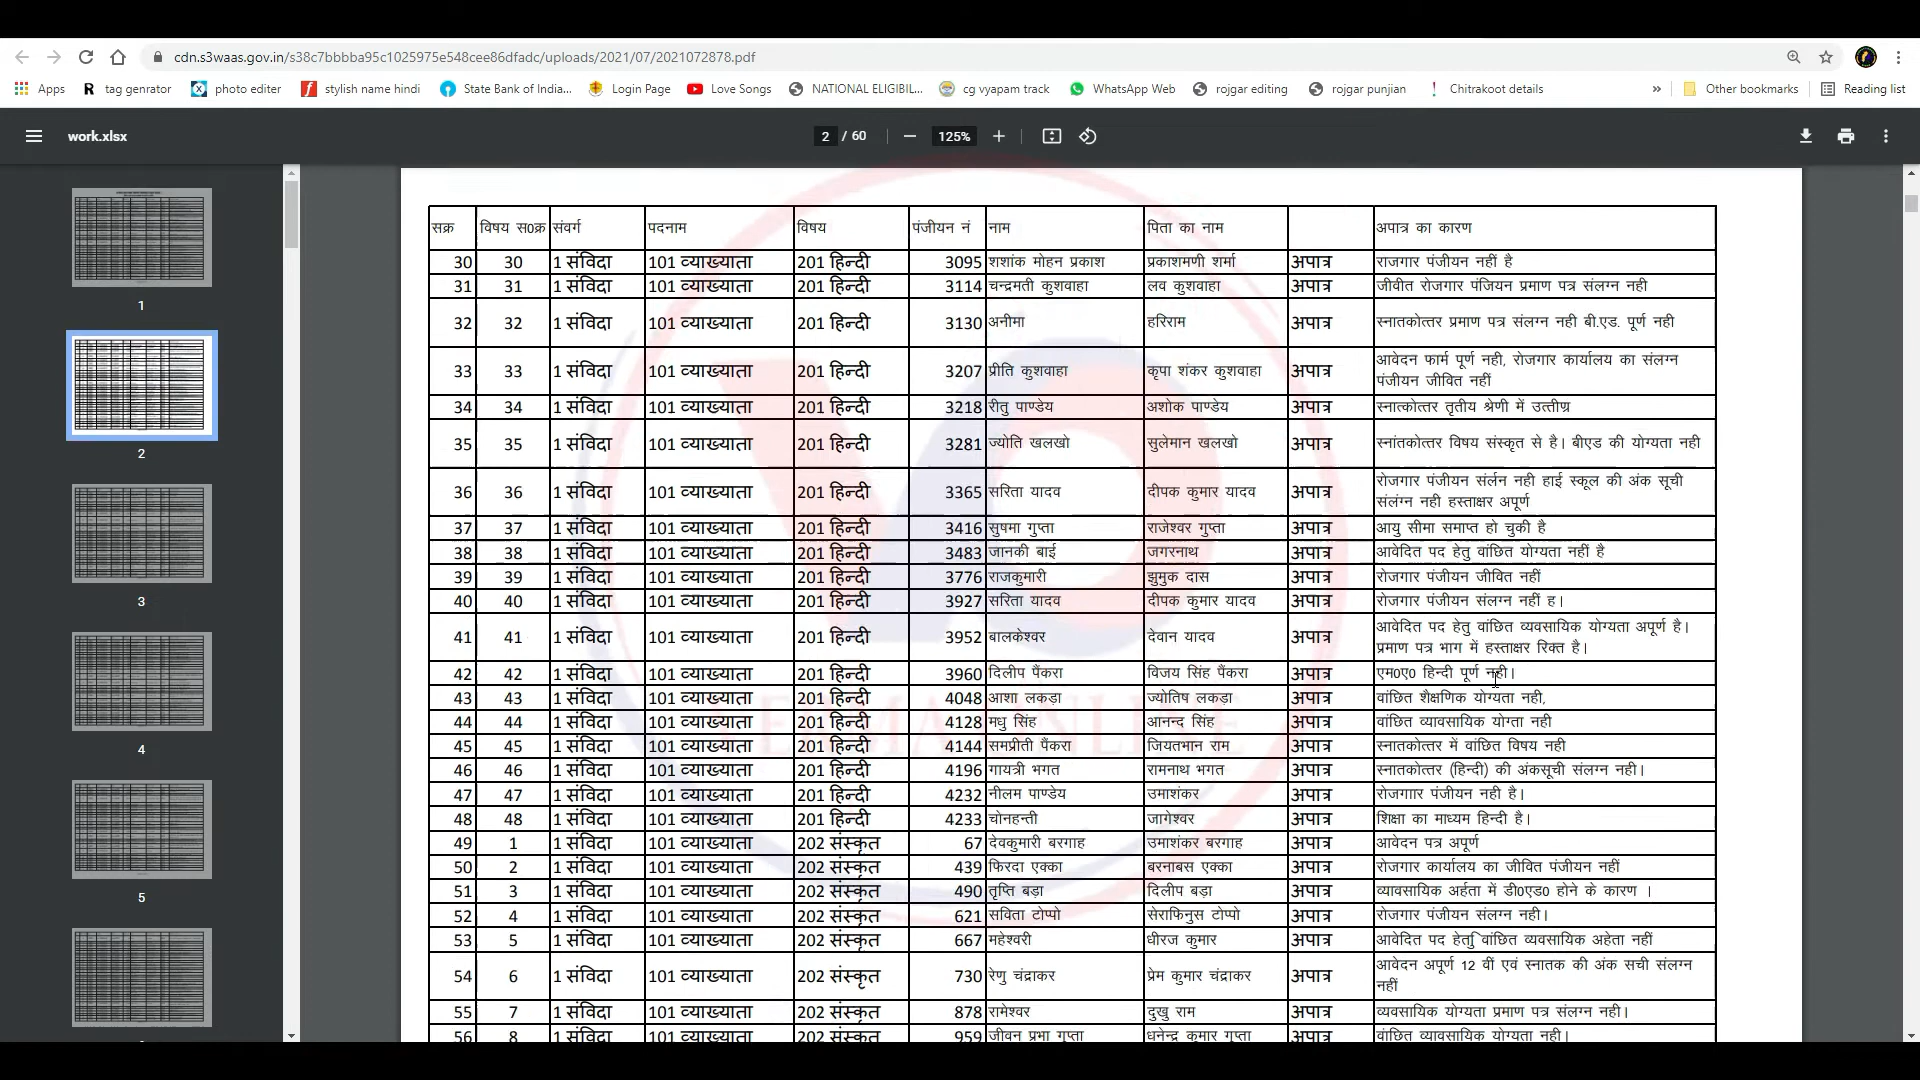 cdn.s3waas.gov.in/s38c7bbbba95c1025975e548cee86dfadc/uploads/2021/07/2021072878.pdf
Apps tag genrator photo editer stylish name hindi State Bank of India... Login Page Love Songs NATIONAL ELIGIBIL... cg vyapam track WhatsApp Web rojgar editing rojgar punjian Chitrakoot details » Other bookmarks Reading list
work.xlsx 2 / 60 125%
1
2
3
4
5
सक्र विषय स0क्र संवर्ग पदनाम विषय पंजीयन नं नाम पिता का नाम अपात्र का कारण
30 30 1 संविदा 101 व्याख्याता 201 हिन्दी 3095 शशांक मोहन प्रकाश प्रकाशमणी शर्मा अपात्र राजगार पंजीयन नहीं है
31 31 1 संविदा 101 व्याख्याता 201 हिन्दी 3114 चन्द्रमती कुशवाहा लव कुशवाहा अपात्र जीवीत रोजगार पंजियन प्रमाण पत्र संलग्न नही
32 32 1 संविदा 101 व्याख्याता 201 हिन्दी 3130 अनीमा हरिराम अपात्र स्नातकोत्तर प्रमाण पत्र संलग्न नही बी.एड. पूर्ण नही
33 33 1 संविदा 101 व्याख्याता 201 हिन्दी 3207 प्रीति कुशवाहा कृपा शंकर कुशवाहा अपात्र आवेदन फार्म पूर्ण नही, रोजगार कार्यालय का संलग्न
पंजीयन जीवित नहीं
34 34 1 संविदा 101 व्याख्याता 201 हिन्दी 3218 रीतु पाण्डेय अशोक पाण्डेय अपात्र स्नात्कोत्तर तृतीय श्रेणी में उत्तीग्र
35 35 1 संविदा 101 व्याख्याता 201 हिन्दी 3281 ज्योति खलखो सुलेमान खलखो अपात्र स्नांतकोत्तर विषय संस्कृत से है। बीएड की योग्यता नही
36 36 1 संविदा 101 व्याख्याता 201 हिन्दी 3365 सरिता यादव दीपक कुमार यादव अपात्र रोजगार पंजीयन संर्लन नही हाई स्कूल की अंक सूची
संलंग्न नही हस्ताक्षर अपूर्ण
37 37 1 संविदा 101 व्याख्याता 201 हिन्दी 3416 सुषमा गुप्ता राजेश्वर गुप्ता अपात्र आयु सीमा समाप्त हो चुकी है
38 38 1 संविदा 101 व्याख्याता 201 हिन्दी 3483 जानकी बाई जगरनाथ अपात्र आवेदित पद हेतु वांछित योग्यता नहीं है
39 39 1 संविदा 101 व्याख्याता 201 हिन्दी 3776 राजकुमारी झुमुक दास अपात्र रोजगार पंजीयन जीवित नहीं
40 40 1 संविदा 101 व्याख्याता 201 हिन्दी 3927 सरिता यादव दीपक कुमार यादव अपात्र रोजगार पंजीयन संलग्न नहीं ह।
41 41 1 संविदा 101 व्याख्याता 201 हिन्दी 3952 बालकेश्वर देवान यादव अपात्र आवेदित पद हेतु वांछित व्यवसायिक योग्यता अपूर्ण है।
प्रमाण पत्र भाग में हस्ताक्षर रिक्त है।
42 42 1 संविदा 101 व्याख्याता 201 हिन्दी 3960 दिलीप पैंकरा विजय सिंह पैंकरा अपात्र एम0ए0 हिन्दी पूर्ण नही।
43 43 1 संविदा 101 व्याख्याता 201 हिन्दी 4048 आशा लकड़ा ज्योतिष लकड़ा अपात्र वांछित शैक्षणिक योग्यता नही,
44 44 1 संविदा 101 व्याख्याता 201 हिन्दी 4128 मधु सिंह आनन्द सिंह अपात्र वांछित व्यावसायिक योग्ता नही
45 45 1 संविदा 101 व्याख्याता 201 हिन्दी 4144 समप्रीती पैंकरा जियतभान राम अपात्र स्नातकोत्तर में वांछित विषय नही
46 46 1 संविदा 101 व्याख्याता 201 हिन्दी 4196 गायत्री भगत रामनाथ भगत अपात्र स्नातकोत्तर (हिन्दी) की अंकसूची संलग्न नही।
47 47 1 संविदा 101 व्याख्याता 201 हिन्दी 4232 नीलम पाण्डेय उमाशंकर अपात्र रोजगाार पंजीयन नही है।
48 48 1 संविदा 101 व्याख्याता 201 हिन्दी 4233 चोनहन्ती जागेश्वर अपात्र शिक्षा का माध्यम हिन्दी है।
49 1 1 संविदा 101 व्याख्याता 202 संस्कृत 67 देवकुमारी बरगाह उमाशंकर बरगाह अपात्र आवेदन पत्र अपूर्ण
50 2 1 संविदा 101 व्याख्याता 202 संस्कृत 439 फिरदा एक्का बरनाबस एक्का अपात्र रोजगार कार्यालय का जीवित पंजीयन नहीं
51 3 1 संविदा 101 व्याख्याता 202 संस्कृत 490 तृप्ति बड़ा दिलीप बड़ा अपात्र व्यावसायिक अर्हता में डी0एड0 होने के कारण ।
52 4 1 संविदा 101 व्याख्याता 202 संस्कृत 621 सविता टोप्पो सेराफिनुस टोप्पो अपात्र रोजगार पंजीयन संलग्न नही।
53 5 1 संविदा 101 व्याख्याता 202 संस्कृत 667 महेश्वरी धीरज कुमार अपात्र आवेदित पद वांछित व्यवसायिक अहेता नहीं
54 6 1 संविदा 101 व्याख्याता 202 संस्कृत 730 रेणु चंद्राकर प्रेम कुमार चंद्राकर अपात्र आवेदन अपूर्ण 12 वीं एवं स्नातक की अंक सची संलग्न
नहीं
55 7 1 संविदा 101 व्याख्याता 202 संस्कृत 878 रामेश्वर दुखु राम अपात्र व्यवसायिक योग्यता प्रमाण पत्र संलग्न नही।
56 8 1 संविदा 101 व्याख्याता 202 संस्कृत 959 जीवन प्रभा गुप्ता धनेन्द्र कुमार गुप्ता अपात्र वांछित व्यावसायिक योग्यता नही।
VERMA ONLINE